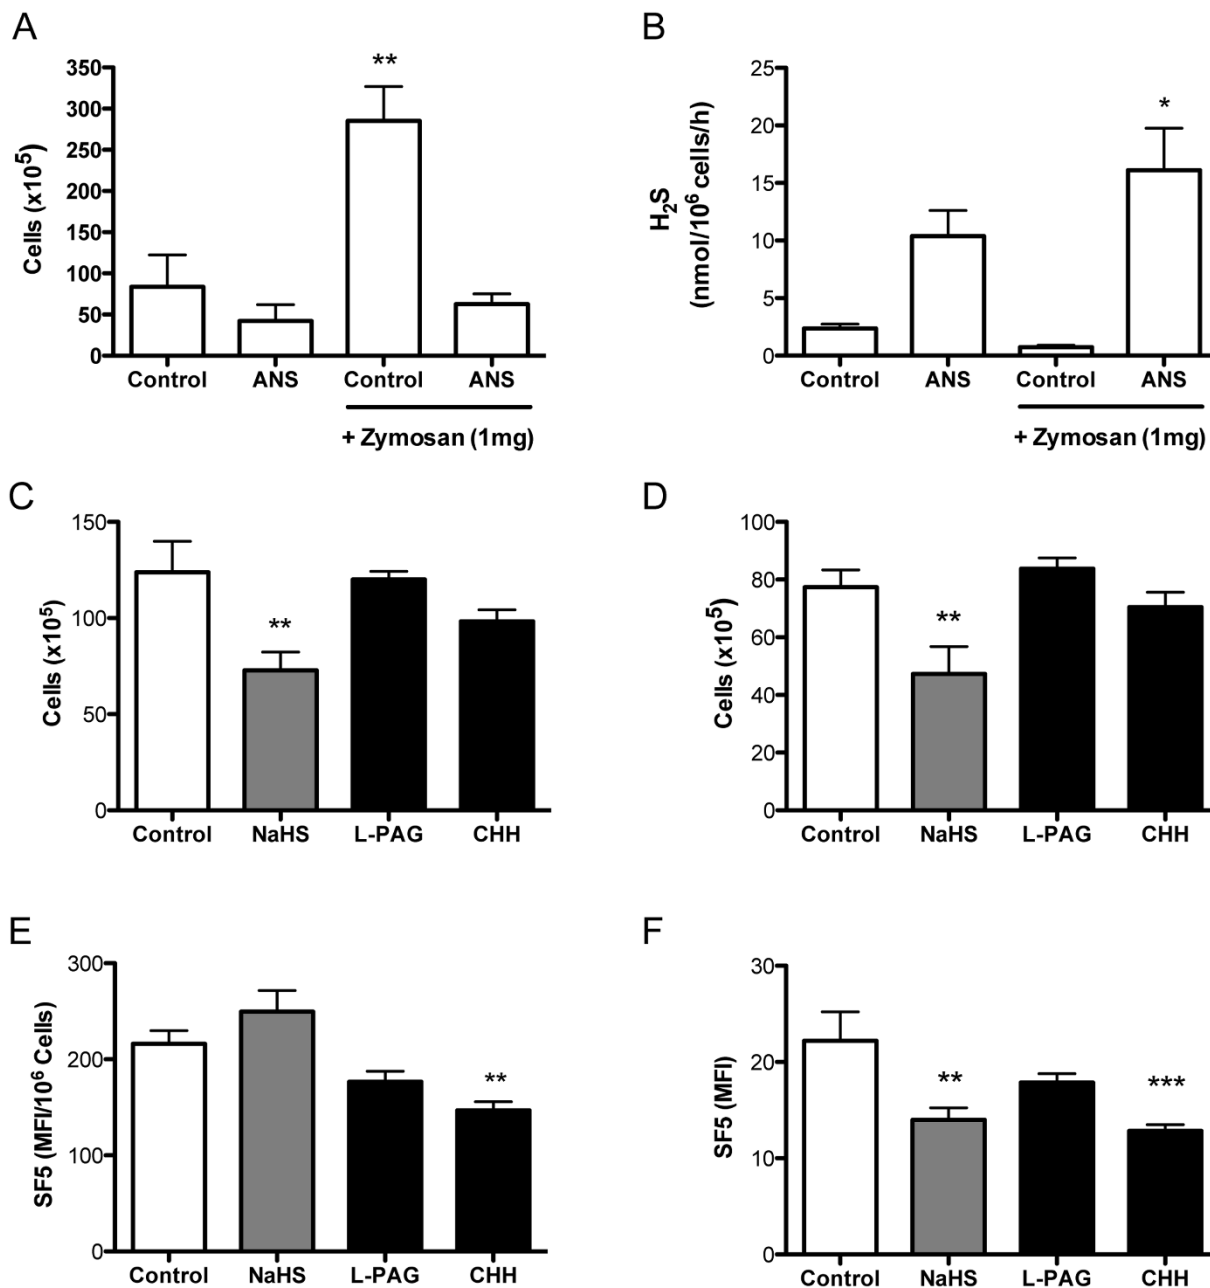 A
Cells (x10⁵)
350
300
250
200
150
100
50
0
**
Control ANS Control ANS
+ Zymosan (1mg)
B
H₂S
(nmol/10⁶ cells/h)
25
20
15
10
5
0
*
Control ANS Control ANS
+ Zymosan (1mg)
C
Cells (x10⁵)
150
100
50
0
**
Control NaHS L-PAG CHH
D
Cells (x10⁵)
100
80
60
40
20
0
**
Control NaHS L-PAG CHH
E
SF5 (MFI/10⁶ Cells)
300
200
100
0
**
Control NaHS L-PAG CHH
F
SF5 (MFI)
30
20
10
0
**
***
Control NaHS L-PAG CHH